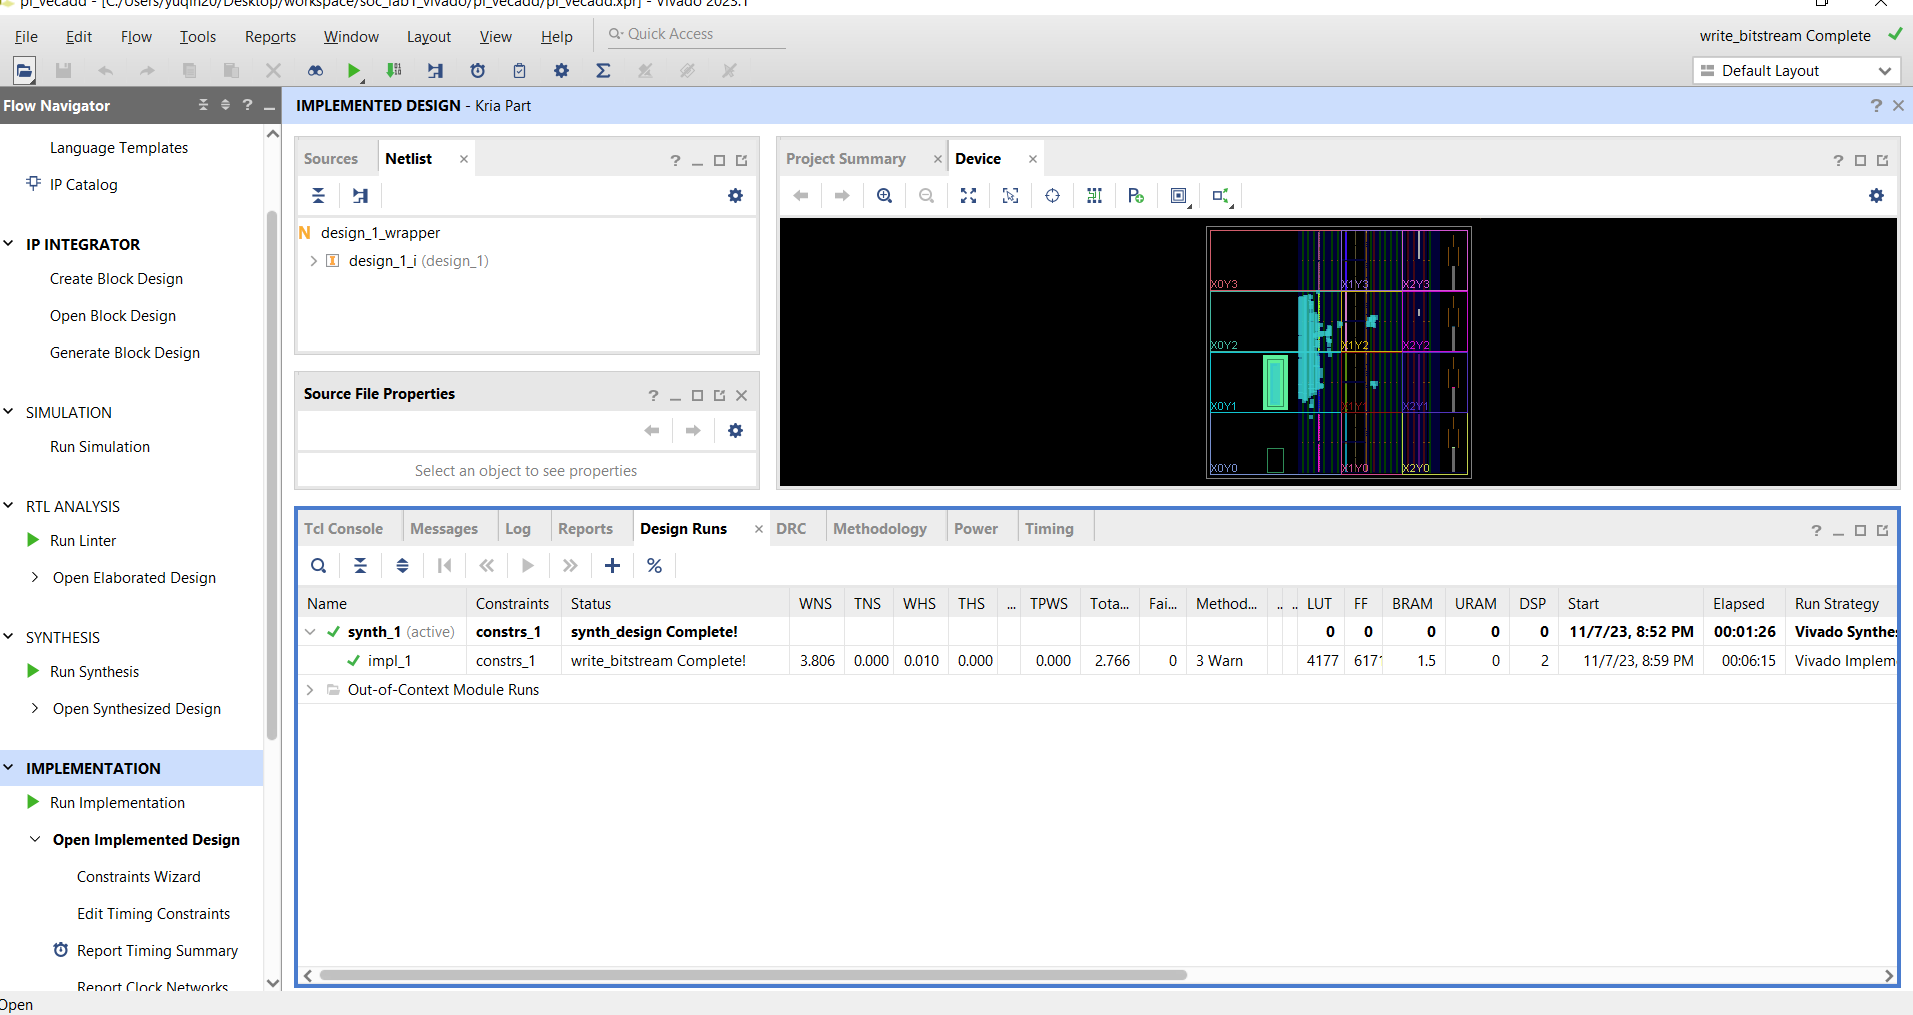 pl_vecadd - [C:/Users/yuqin20/Desktop/workspace/soc_lab1_vivado/pl_vecadd/pl_vecadd.xpr] - Vivado 2023.1
File Edit Flow Tools Reports Window Layout View Help Quick Access
write_bitstream Complete
Default Layout
Flow Navigator
Language Templates
IP Catalog
IP INTEGRATOR
Create Block Design
Open Block Design
Generate Block Design
SIMULATION
Run Simulation
RTL ANALYSIS
Run Linter
Open Elaborated Design
SYNTHESIS
Run Synthesis
Open Synthesized Design
IMPLEMENTATION
Run Implementation
Open Implemented Design
Constraints Wizard
Edit Timing Constraints
Report Timing Summary
Report Clock Networks
Open
IMPLEMENTED DESIGN - Kria Part
Sources Netlist
N design_1_wrapper
design_1_i (design_1)
Source File Properties
Select an object to see properties
Project Summary Device
X0Y3 X1Y3 X2Y3
X0Y2 X1Y2 X2Y2
X0Y1 X1Y1 X2Y1
X0Y0 X1Y0 X2Y0
Tcl Console Messages Log Reports Design Runs DRC Methodology Power Timing
Name Constraints Status WNS TNS WHS THS ... TPWS Tota... Fai... Method... .. .. LUT FF BRAM URAM DSP Start Elapsed Run Strategy
synth_1 (active) constrs_1 synth_design Complete! 0 0 0 0 0 11/7/23, 8:52 PM 00:01:26 Vivado Synthes
impl_1 constrs_1 write_bitstream Complete! 3.806 0.000 0.010 0.000 0.000 2.766 0 3 Warn 4177 6171 1.5 0 2 11/7/23, 8:59 PM 00:06:15 Vivado Implem
Out-of-Context Module Runs